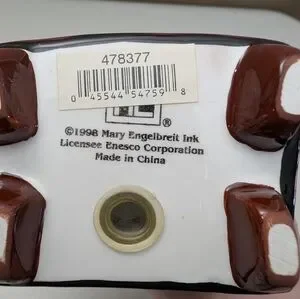 478377
0 45544 54759 8
®
©1998 Mary Engelbreit Ink
Licensee Enesco Corporation
Made in China